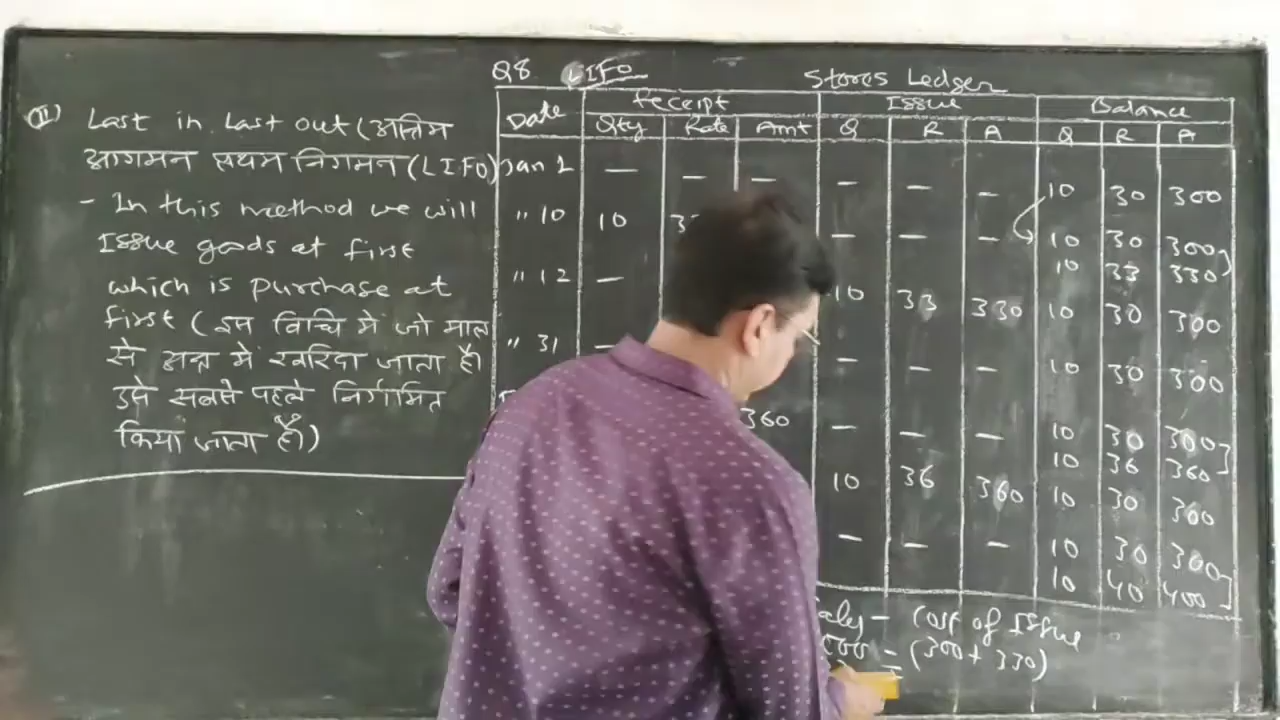 II) Last in Last out (अन्तिम
आगमन प्रथम निगमन (LIFO)
- In this method we will
Issue goods at first
which is purchase at
first (इस विधि में जो माल
से अन्त में खरिदा जाता है।
उसे सबसे पहले निर्गमित
किया जाता है।)
Q8 LIFO Stores Ledger
Date Receipt Issue Balance
Qty Rate Amt Q R A Q R A
Jan 1 — — — — — — 10 30 300
" 10 10 — — — 10 30 300
10 33 330
" 12 — 10 33 330 10 30 300
" 31 — — — — 10 30 300
360 — — — 10 30 300
10 36 360
10 36 360 10 30 300
— — — 10 30 300
10 40 400
- Cost of Issue
= (300 + 330)